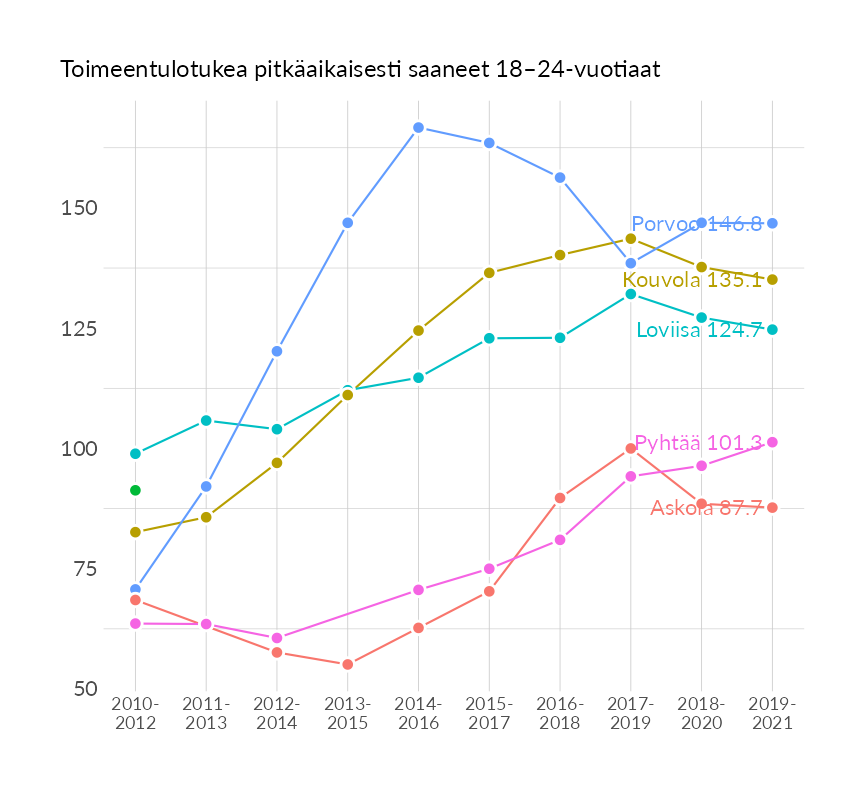 Toimeentulotukea pitkäaikaisesti saaneet 18–24-vuotiaat
150
125
100
75
50
Porvoo 146.8
Kouvola 135.1
Loviisa 124.7
Pyhtää 101.3
Askola 87.7
2010- 2011- 2012- 2013- 2014- 2015- 2016- 2017- 2018- 2019-
2012 2013 2014 2015 2016 2017 2018 2019 2020 2021